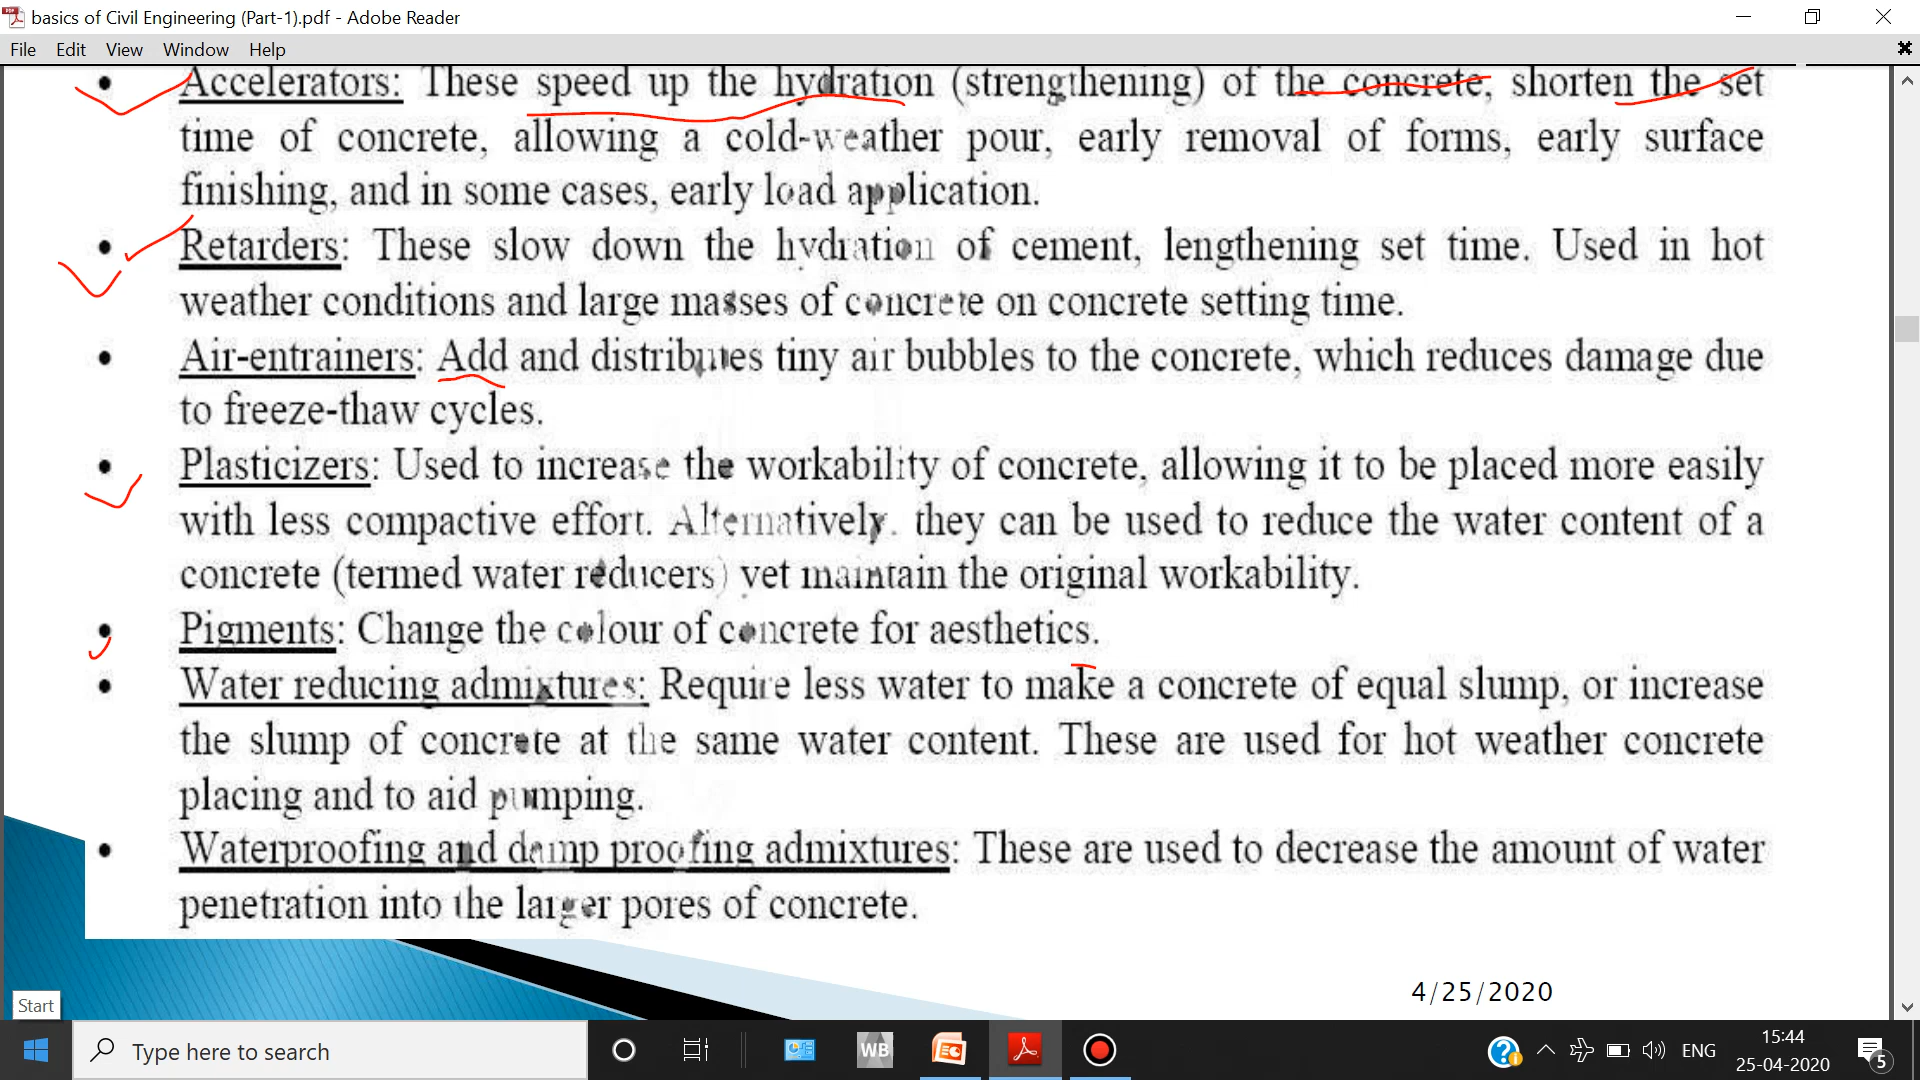 basics of Civil Engineering (Part-1).pdf - Adobe Reader
File Edit View Window Help
• Accelerators: These speed up the hydration (strengthening) of the concrete, shorten the set
time of concrete, allowing a cold-weather pour, early removal of forms, early surface
finishing, and in some cases, early load application.
• Retarders: These slow down the hydration of cement, lengthening set time. Used in hot
weather conditions and large masses of concrete on concrete setting time.
• Air-entrainers: Add and distributes tiny air bubbles to the concrete, which reduces damage due
to freeze-thaw cycles.
• Plasticizers: Used to increase the workability of concrete, allowing it to be placed more easily
with less compactive effort. Alternatively, they can be used to reduce the water content of a
concrete (termed water reducers) yet maintain the original workability.
• Pigments: Change the colour of concrete for aesthetics.
• Water reducing admixtures: Require less water to make a concrete of equal slump, or increase
the slump of concrete at the same water content. These are used for hot weather concrete
placing and to aid pumping.
• Waterproofing and damp proofing admixtures: These are used to decrease the amount of water
penetration into the larger pores of concrete.
4/25/2020
Start
Type here to search
WB
ENG
15:44
25-04-2020
5